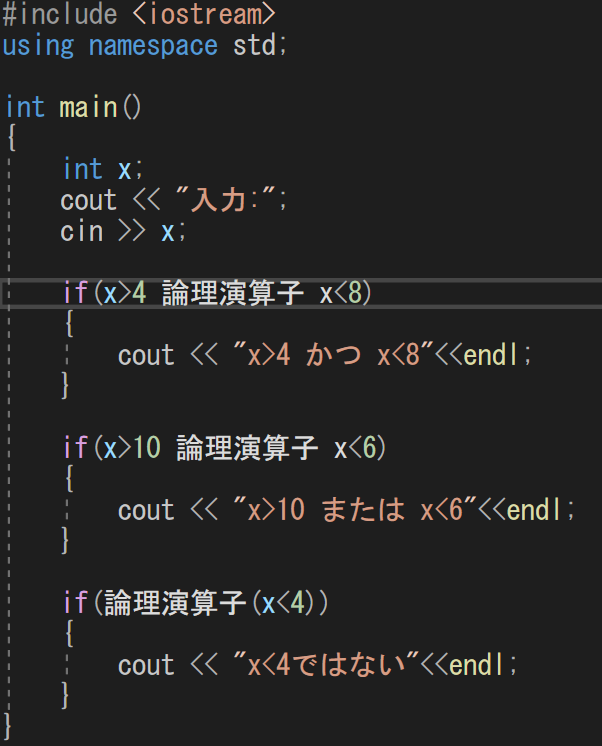 #include <iostream>
using namespace std;
int main()
{
int x;
cout << "入力:";
cin >> x;
if(x>4 論理演算子 x<8)
{
cout << "x>4 かつ x<8"<<endl;
}
if(x>10 論理演算子 x<6)
{
cout << "x>10 または x<6"<<endl;
}
if(論理演算子(x<4))
{
cout << "x<4ではない"<<endl;
}
}